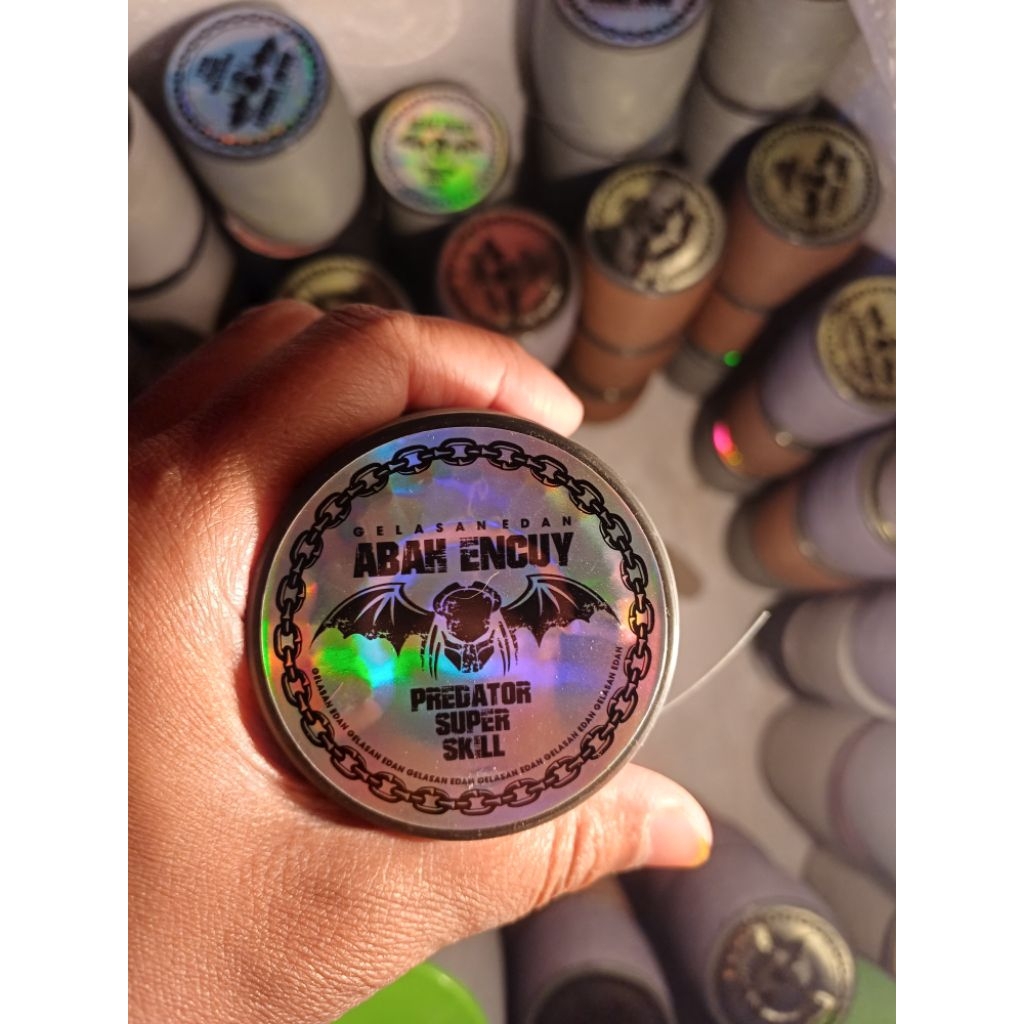 GELASAN EDAN
ABAH ENCUY
PREDATOR
SUPER
SKILL
GELASAN EDAN GELASAN EDAN GELASAN EDAN GELASAN EDAN GELASAN EDAN